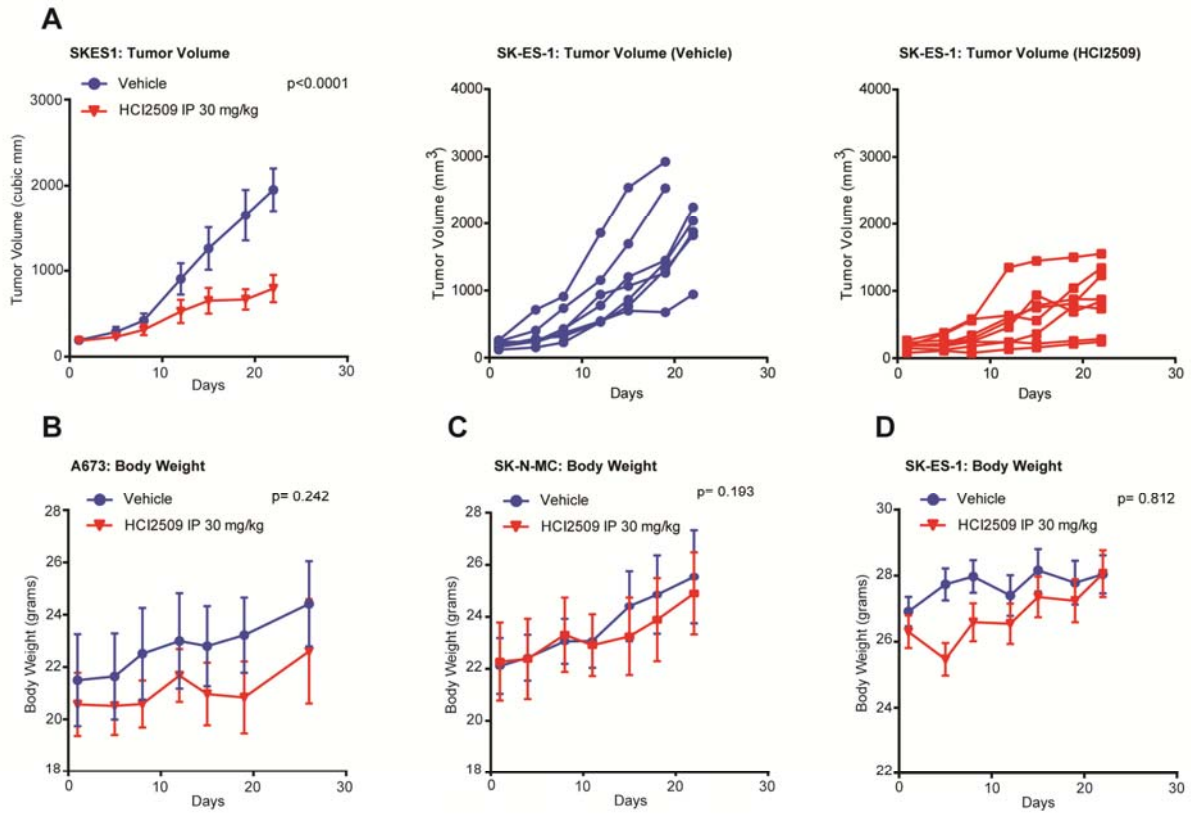 A
SKES1: Tumor Volume
Vehicle
p<0.0001
HCI2509 IP 30 mg/kg
Tumor Volume (cubic mm)
3000
2000
1000
0
0
10
20
30
Days
SK-ES-1: Tumor Volume (Vehicle)
Tumor Volume (mm3)
4000
3000
2000
1000
0
0
10
20
30
Days
SK-ES-1: Tumor Volume (HCI2509)
Tumor Volume (mm3)
4000
3000
2000
1000
0
0
10
20
30
Days
B
A673: Body Weight
Vehicle
p= 0.242
HCI2509 IP 30 mg/kg
Body Weight (grams)
28
26
24
22
20
18
0
10
20
30
Days
C
SK-N-MC: Body Weight
Vehicle
p= 0.193
HCI2509 IP 30 mg/kg
Body Weight (grams)
28
26
24
22
20
18
0
10
20
30
Days
D
SK-ES-1: Body Weight
Vehicle
p= 0.812
HCI2509 IP 30 mg/kg
Body Weight (grams)
30
28
26
24
22
0
10
20
30
Days